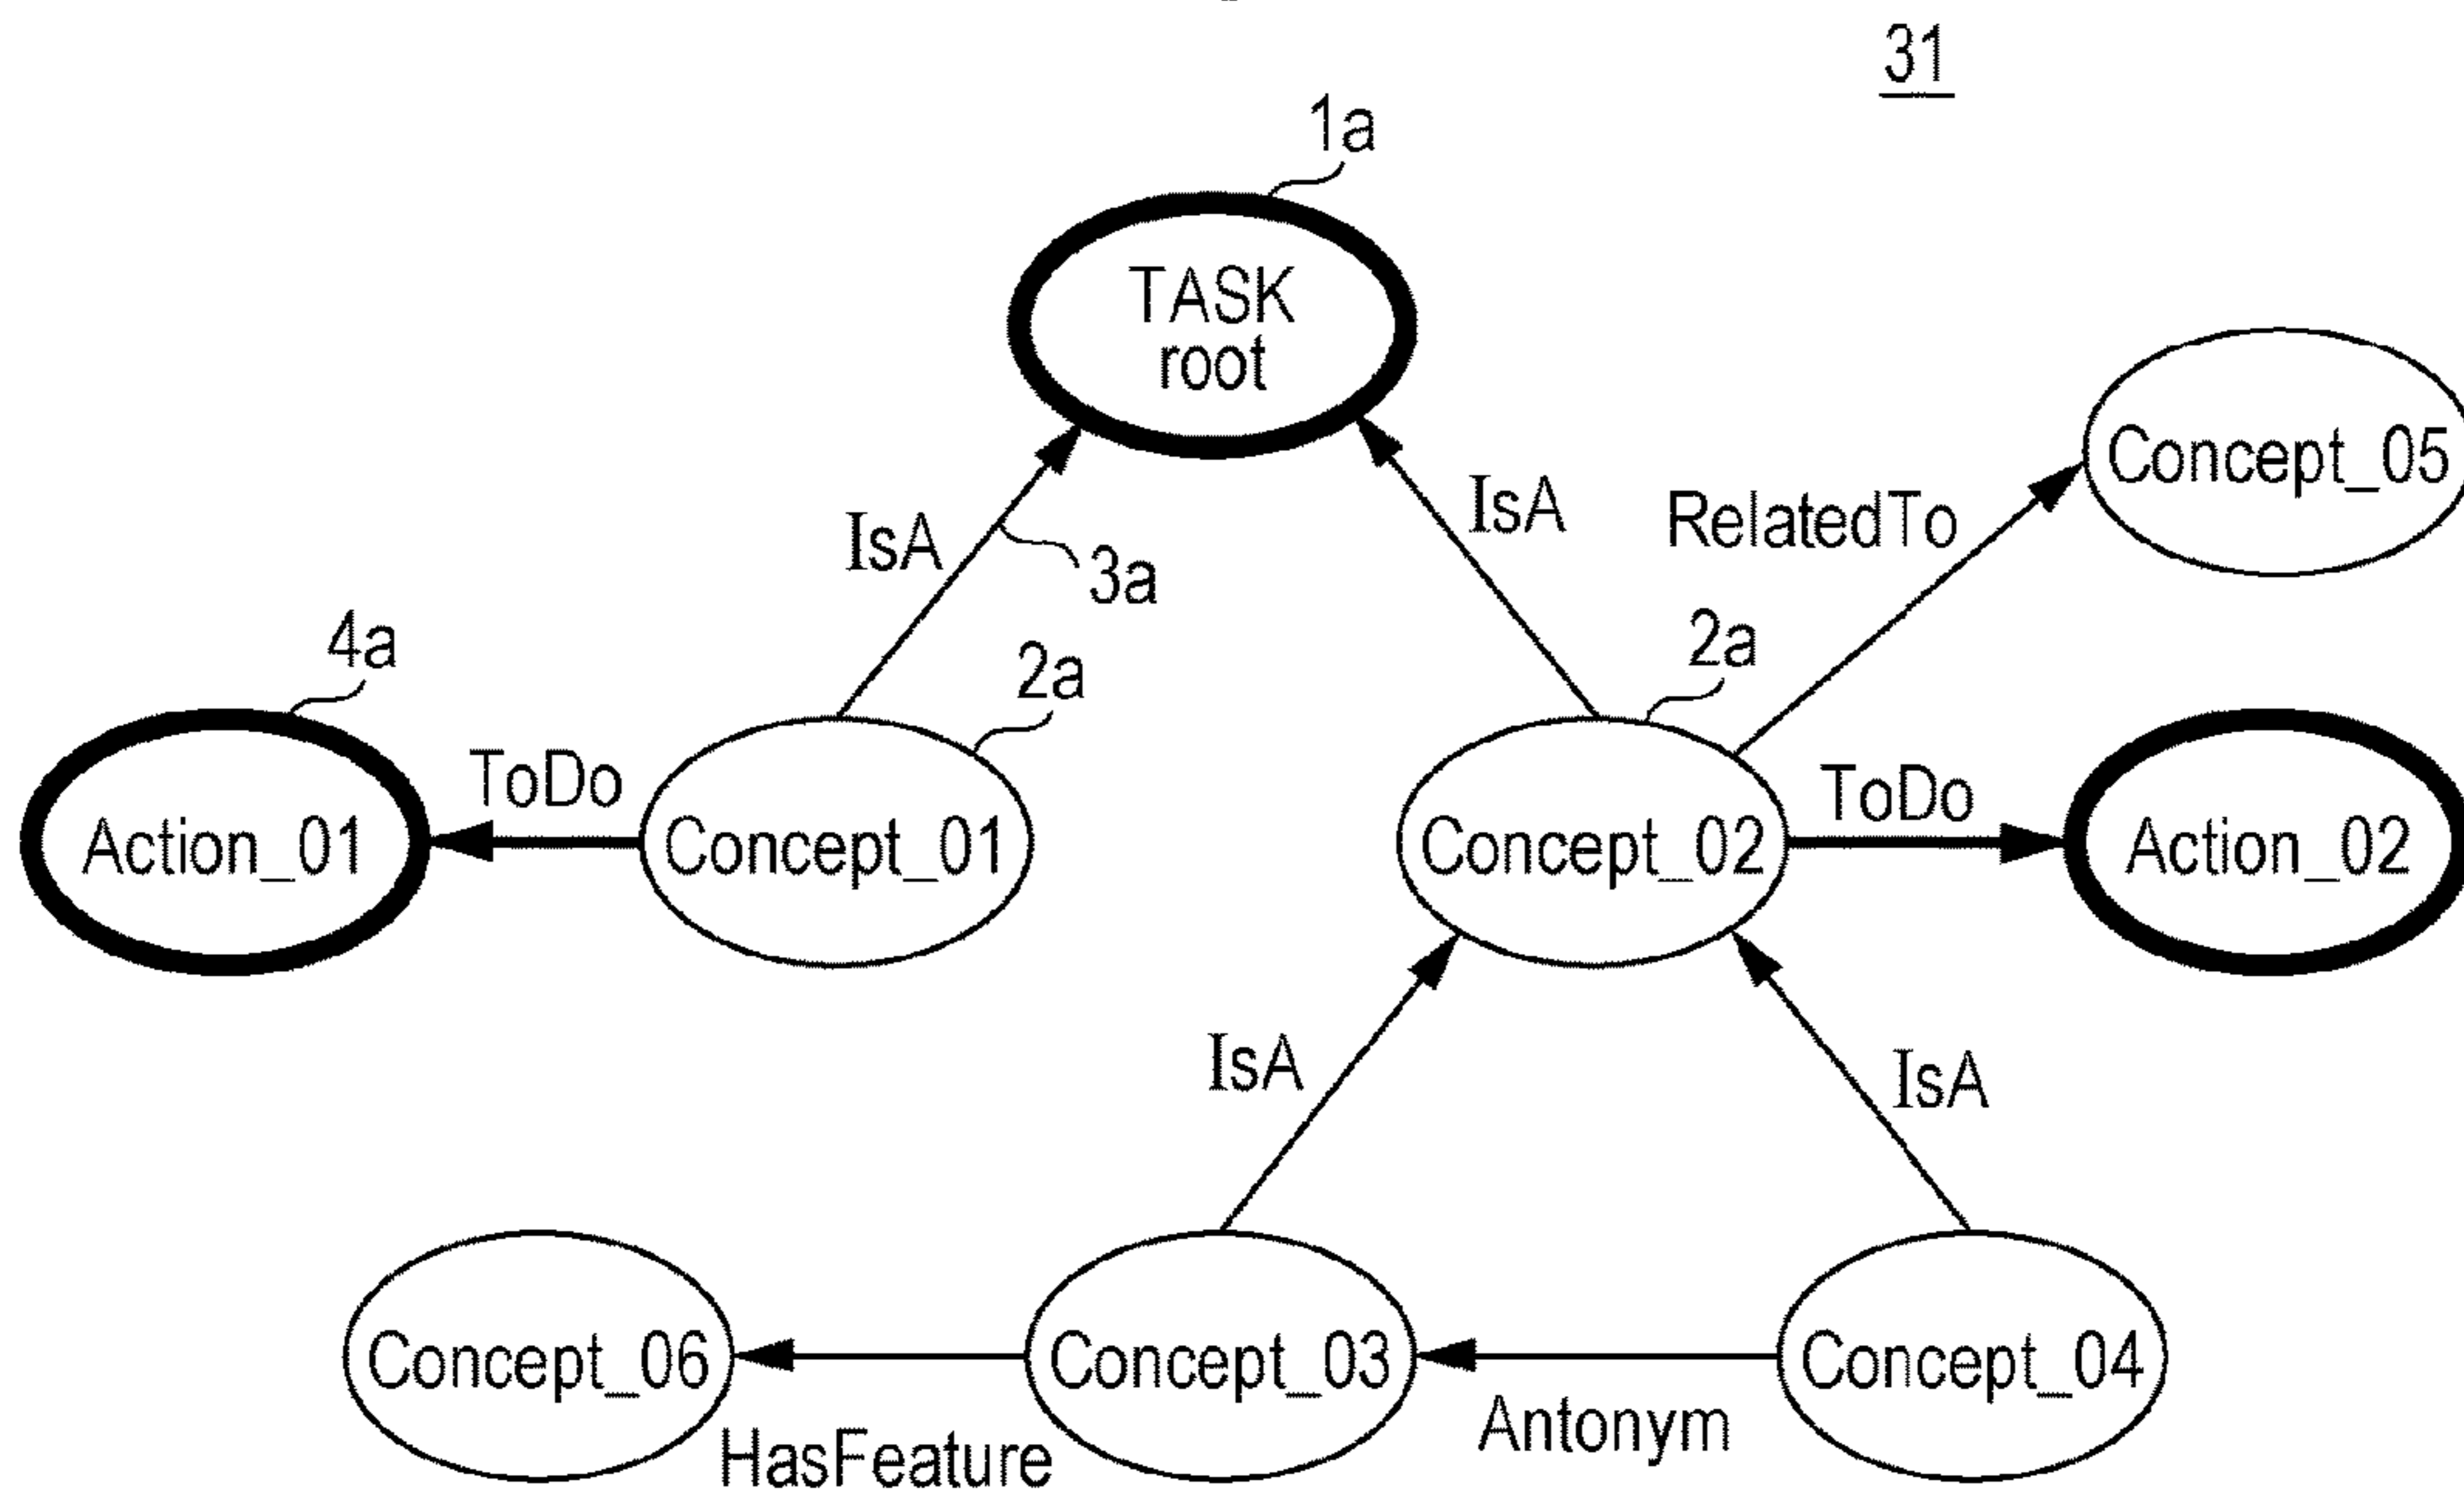 31
1a
TASK
root
Concept_05
IsA
IsA
RelatedTo
3a
4a
2a
2a
ToDo
ToDo
Action_01
Concept_01
Concept_02
Action_02
IsA
IsA
Concept_06
Concept_03
Concept_04
HasFeature
Antonym